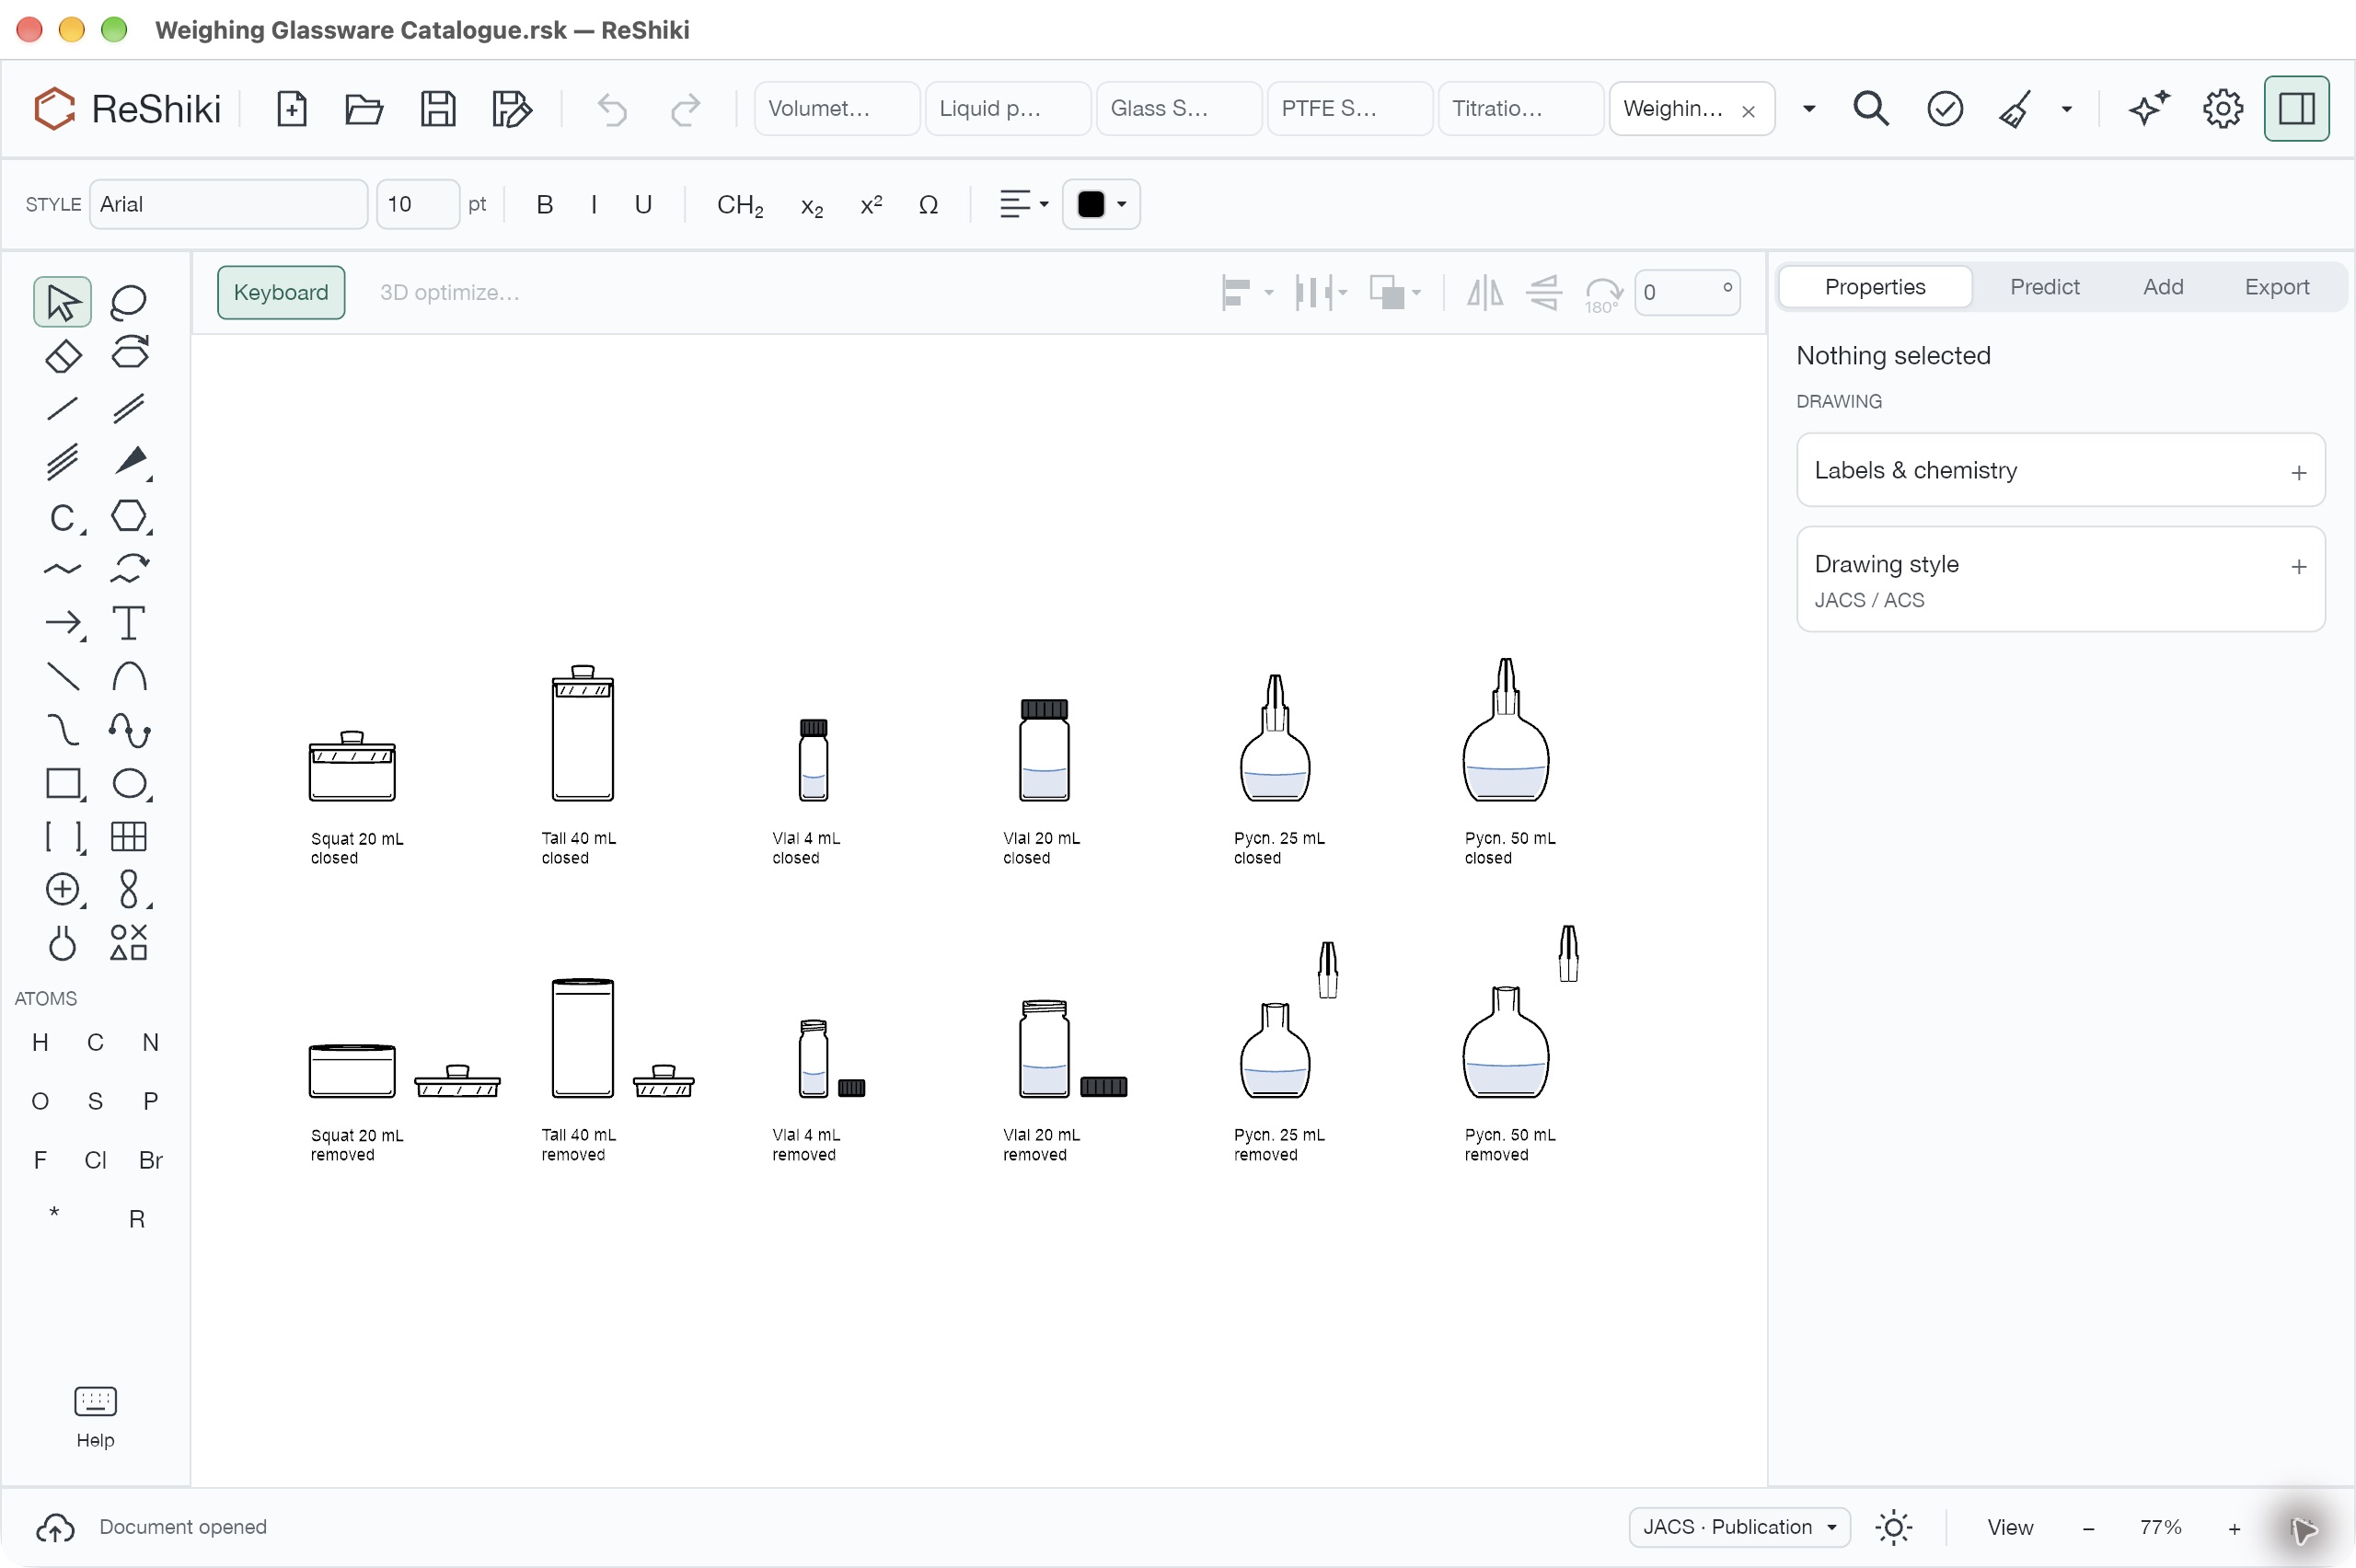 Weighing Glassware Catalogue.rsk — ReShiki
ReShiki
Volumet...
Liquid p...
Glass S...
PTFE S...
Titratio...
Weighin...
STYLE Arial 10 pt B I U CH₂ x₂ x² Ω
Keyboard 3D optimize...
180° 0 °
Properties Predict Add Export
Nothing selected
DRAWING
Labels & chemistry +
Drawing style +
JACS / ACS
C
T
Squat 20 mL
closed
Tall 40 mL
closed
Vial 4 mL
closed
Vial 20 mL
closed
Pycn. 25 mL
closed
Pycn. 50 mL
closed
Squat 20 mL
removed
Tall 40 mL
removed
Vial 4 mL
removed
Vial 20 mL
removed
Pycn. 25 mL
removed
Pycn. 50 mL
removed
ATOMS
H C N
O S P
F Cl Br
* R
Help
Document opened
JACS · Publication
View − 77% +